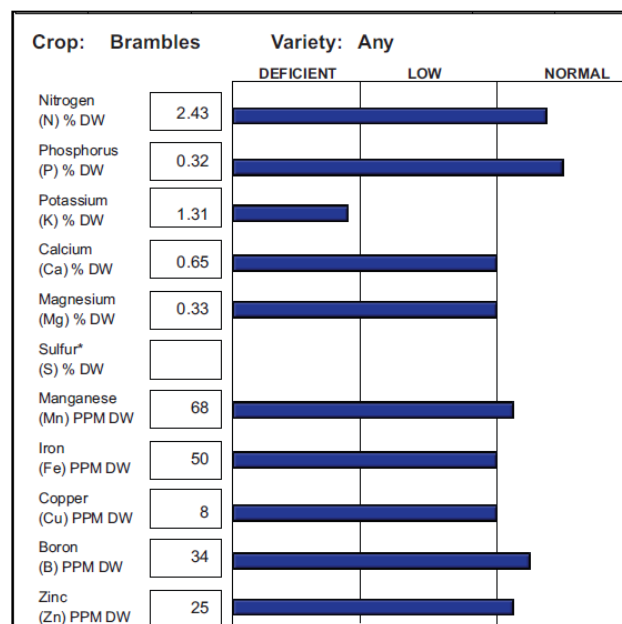 Crop: Brambles Variety: Any
DEFICIENT LOW NORMAL
Nitrogen
(N) % DW 2.43
Phosphorus
(P) % DW 0.32
Potassium
(K) % DW 1.31
Calcium
(Ca) % DW 0.65
Magnesium
(Mg) % DW 0.33
Sulfur*
(S) % DW
Manganese
(Mn) PPM DW 68
Iron
(Fe) PPM DW 50
Copper
(Cu) PPM DW 8
Boron
(B) PPM DW 34
Zinc
(Zn) PPM DW 25